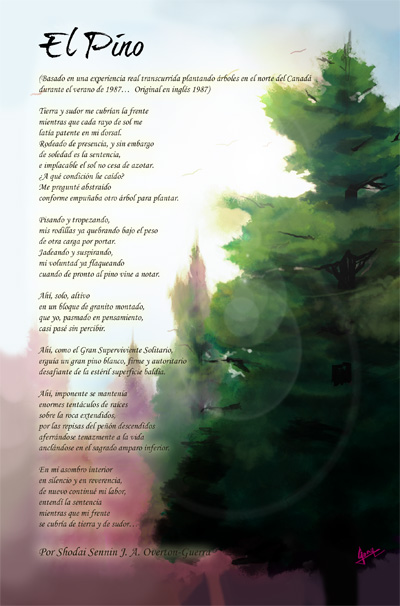 El Pino
(Basado en una experiencia real transcurrida plantando árboles en el norte del Canadá
durante el verano de 1987… Original en inglés 1987)
Tierra y sudor me cubrían la frente
mientras que cada rayo de sol me
latía patente en mi dorsal.
Rodeado de presencia, y sin embargo
de soledad es la sentencia,
e implacable el sol no cesa de azotar.
¿A qué condición he caído?
Me pregunté abstraído
conforme empuñaba otro árbol para plantar.
Pisando y tropezando,
mis rodillas ya quebrando bajo el peso
de otra carga por portar.
Jadeando y suspirando,
mi voluntad ya flaqueando
cuando de pronto al pino vine a notar.
Ahí, solo, altivo
en un bloque de granito montado,
que yo, pasmado en pensamiento,
casi pasé sin percibir.
Ahí, como el Gran Superviviente Solitario,
erguía un gran pino blanco, firme y autoritario
desafiante de la estéril superficie baldía.
Ahí, imponente se mantenía
enormes tentáculos de raíces
sobre la roca extendidos,
por las repisas del peñón descendidos
aferrándose tenazmente a la vida
anclándose en el sagrado amparo inferior.
En mi asombro interior
en silencio y en reverencia,
de nuevo continué mi labor,
entendí la sentencia
mientras que mi frente
se cubría de tierra y de sudor…
Por Shodai Sennin J. A. Overton-Guerra